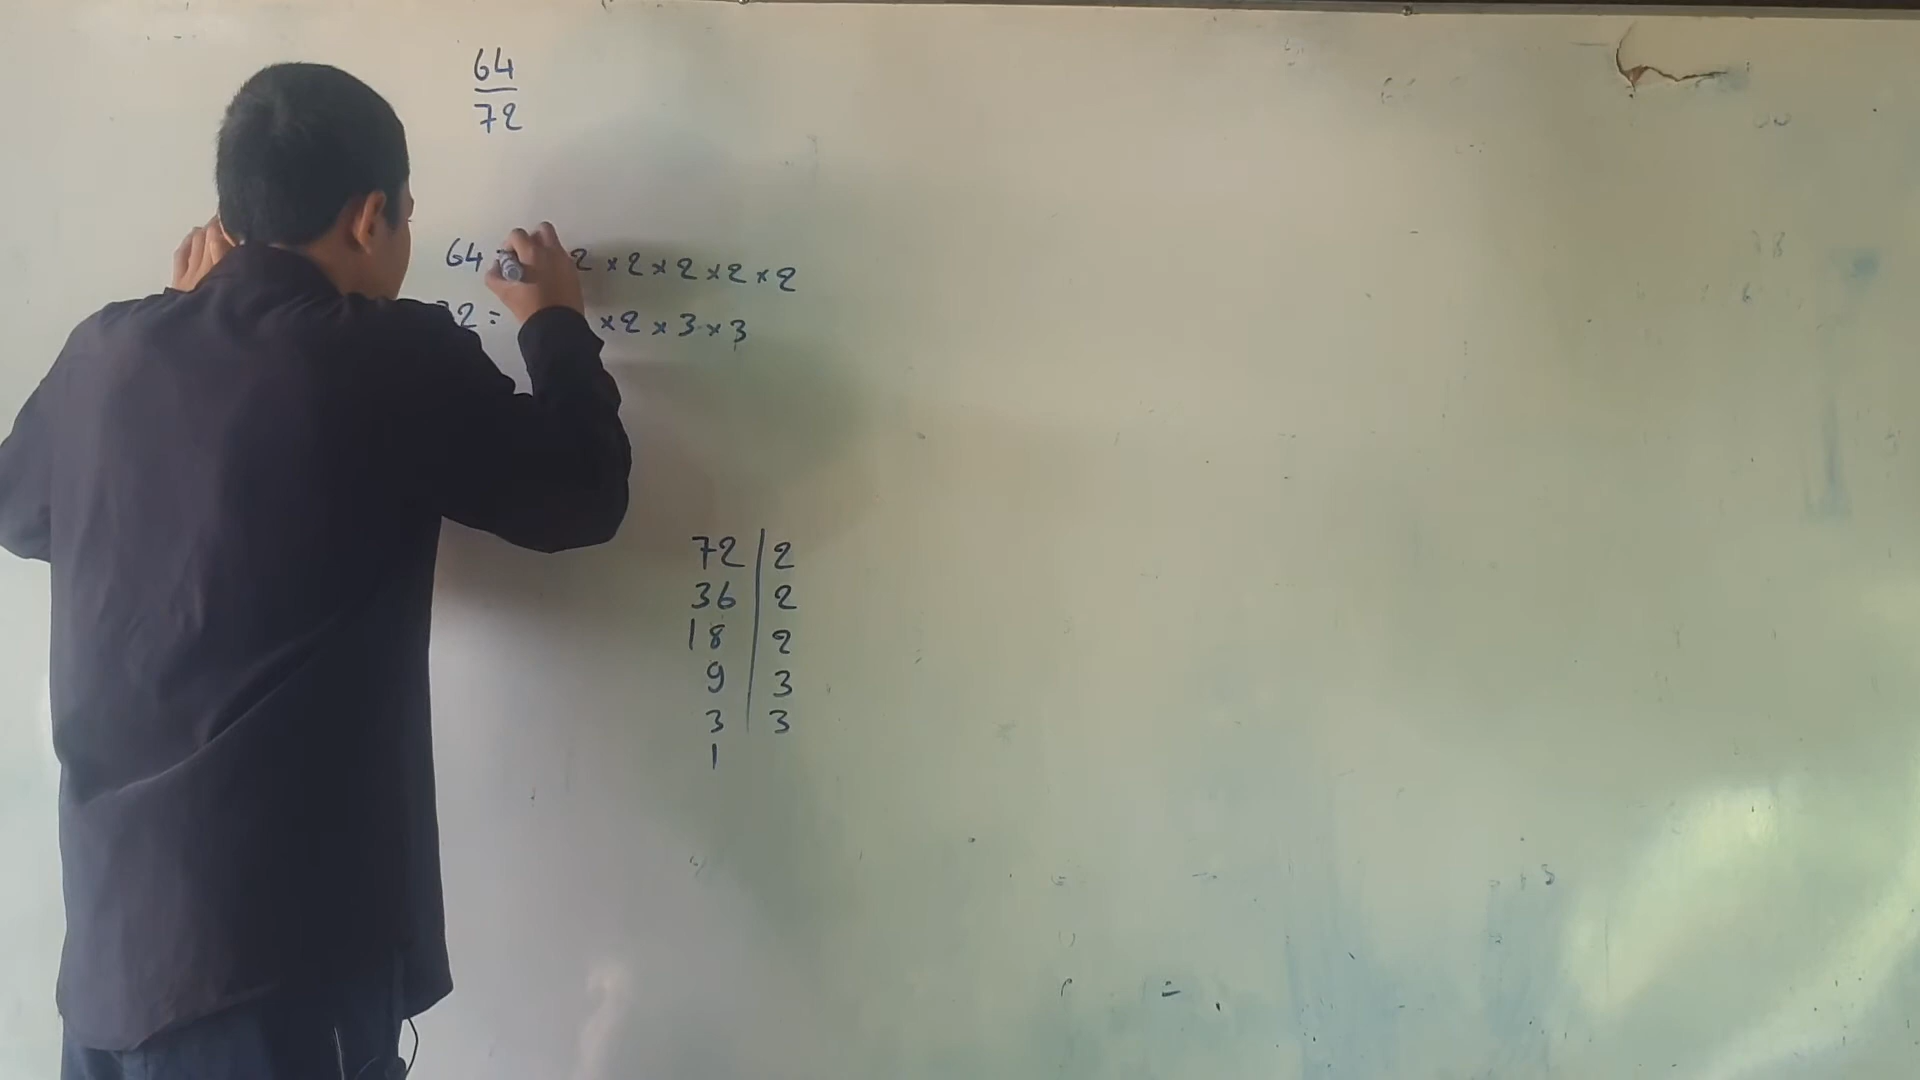 64
72
64 = 2 × 2 × 2 × 2 × 2
72 = × 2 × 3 × 3
72 | 2
36 | 2
18 | 2
9 | 3
3 | 3
1